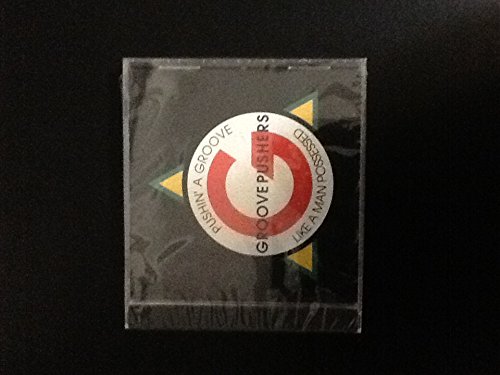 PUSHIN' A GROOVE
GROOVEPUSHERS
LIKE A MAN POSSESSED